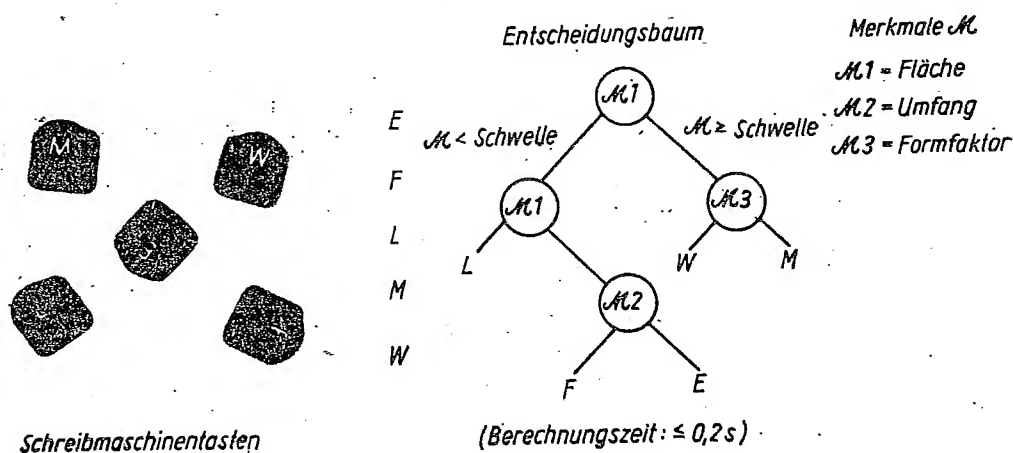 Entscheidungsbaum
Merkmale ℳ
ℳ1 = Fläche
ℳ2 = Umfang
ℳ3 = Formfaktor
M
W
E
F
L
M
W
ℳ1
ℳ < Schwelle
ℳ ≥ Schwelle
ℳ1
ℳ3
L
W
M
ℳ2
F
E
Schreibmaschinentasten
(Berechnungszeit: ≤ 0,2 s)